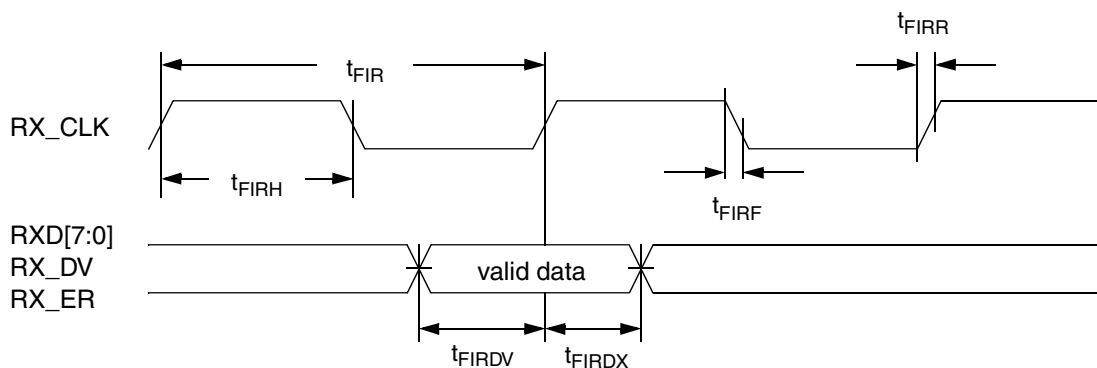 tFIRR
tFIR
RX_CLK
tFIRH
tFIRF
RXD[7:0]
RX_DV
valid data
RX_ER
tFIRDV
tFIRDX